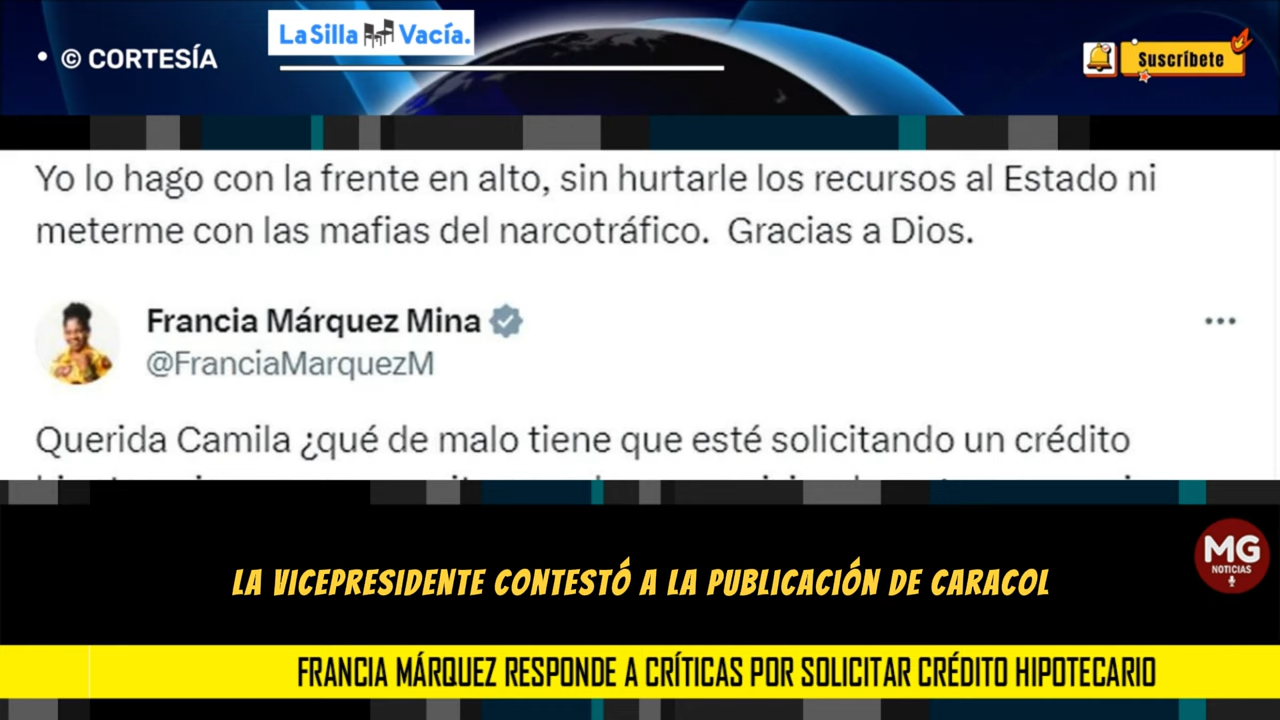 • © CORTESÍA
La Silla Vacía.
Suscríbete
Yo lo hago con la frente en alto, sin hurtarle los recursos al Estado ni
meterme con las mafias del narcotráfico. Gracias a Dios.
Francia Márquez Mina
@FranciaMarquezM
Querida Camila ¿qué de malo tiene que esté solicitando un crédito
MG
NOTICIAS
LA VICEPRESIDENTE CONTESTÓ A LA PUBLICACIÓN DE CARACOL
FRANCIA MÁRQUEZ RESPONDE A CRÍTICAS POR SOLICITAR CRÉDITO HIPOTECARIO